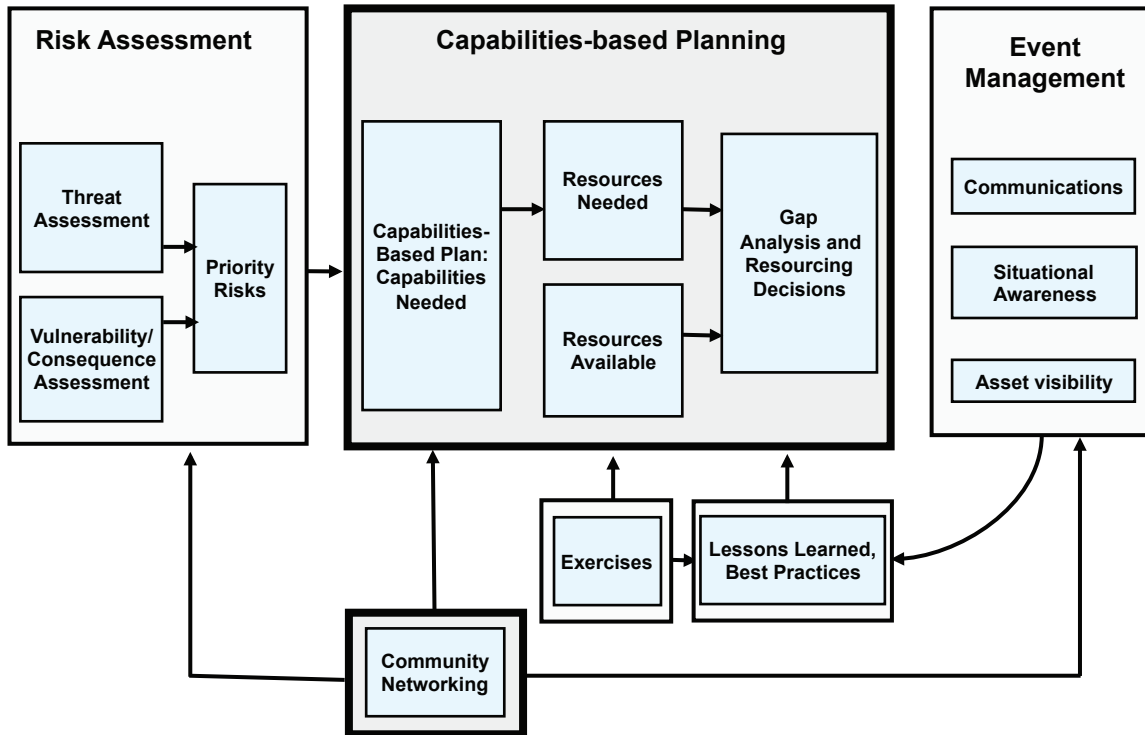 Risk Assessment
Threat
Assessment
Vulnerability/
Consequence
Assessment
Priority
Risks
Capabilities-based Planning
Capabilities-
Based Plan:
Capabilities
Needed
Resources
Needed
Resources
Available
Gap
Analysis and
Resourcing
Decisions
Event
Management
Communications
Situational
Awareness
Asset visibility
Exercises
Lessons Learned,
Best Practices
Community
Networking